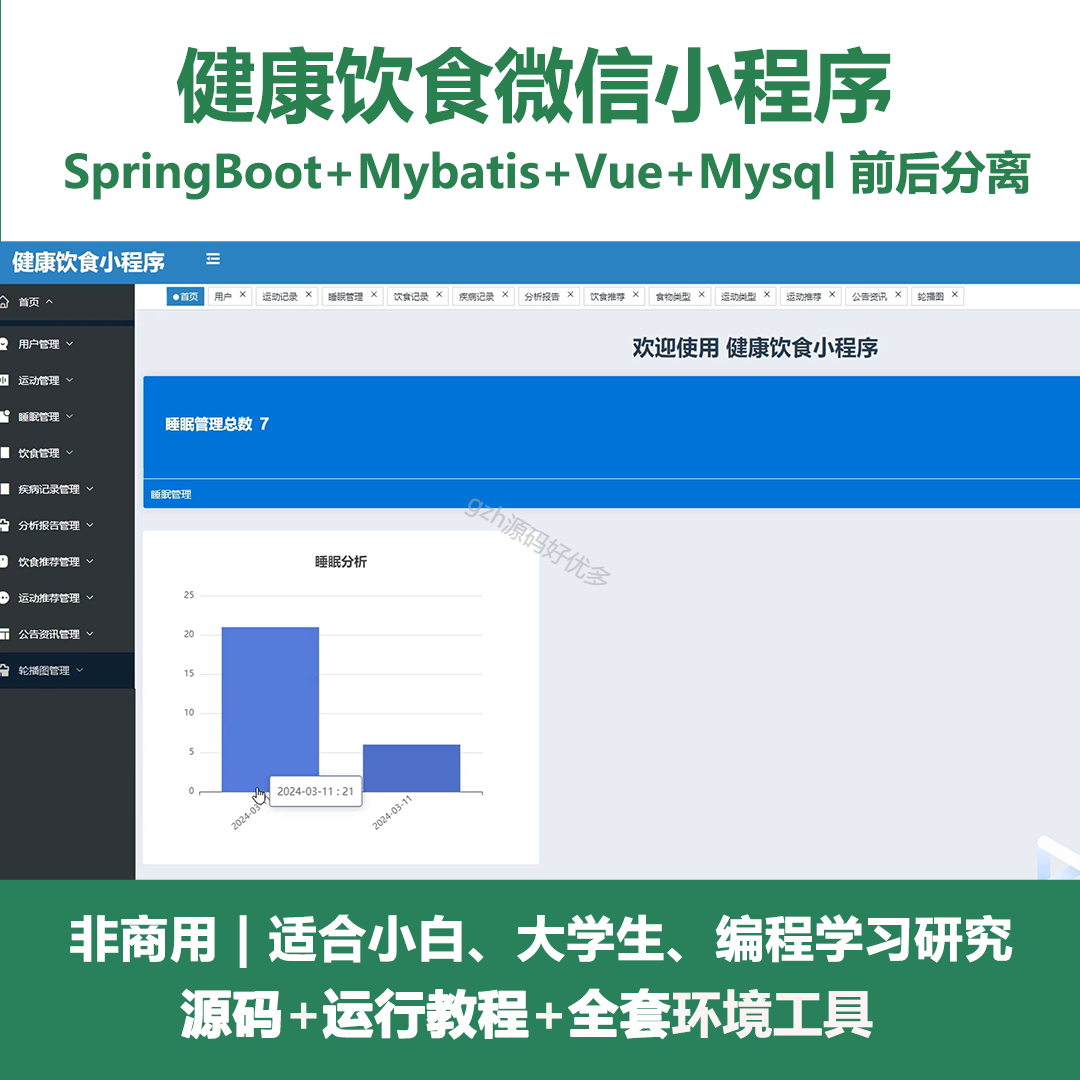 健康饮食微信小程序
SpringBoot+Mybatis+Vue+Mysql 前后分离
健康饮食小程序
首页
用户管理
运动管理
睡眠管理
饮食管理
疾病记录管理
分析报告管理
饮食推荐管理
运动推荐管理
公告资讯管理
轮播图管理
首页 用户 运动记录 睡眠管理 饮食记录 疾病记录 分析报告 饮食推荐 食物类型 运动类型 运动推荐 公告资讯 轮播图
欢迎使用 健康饮食小程序
睡眠管理总数 7
睡眠管理
gzh源码好优多
睡眠分析
25
20
15
10
5
0
2024-03-11 : 21
2024-03-11
非商用 | 适合小白、大学生、编程学习研究
源码+运行教程+全套环境工具